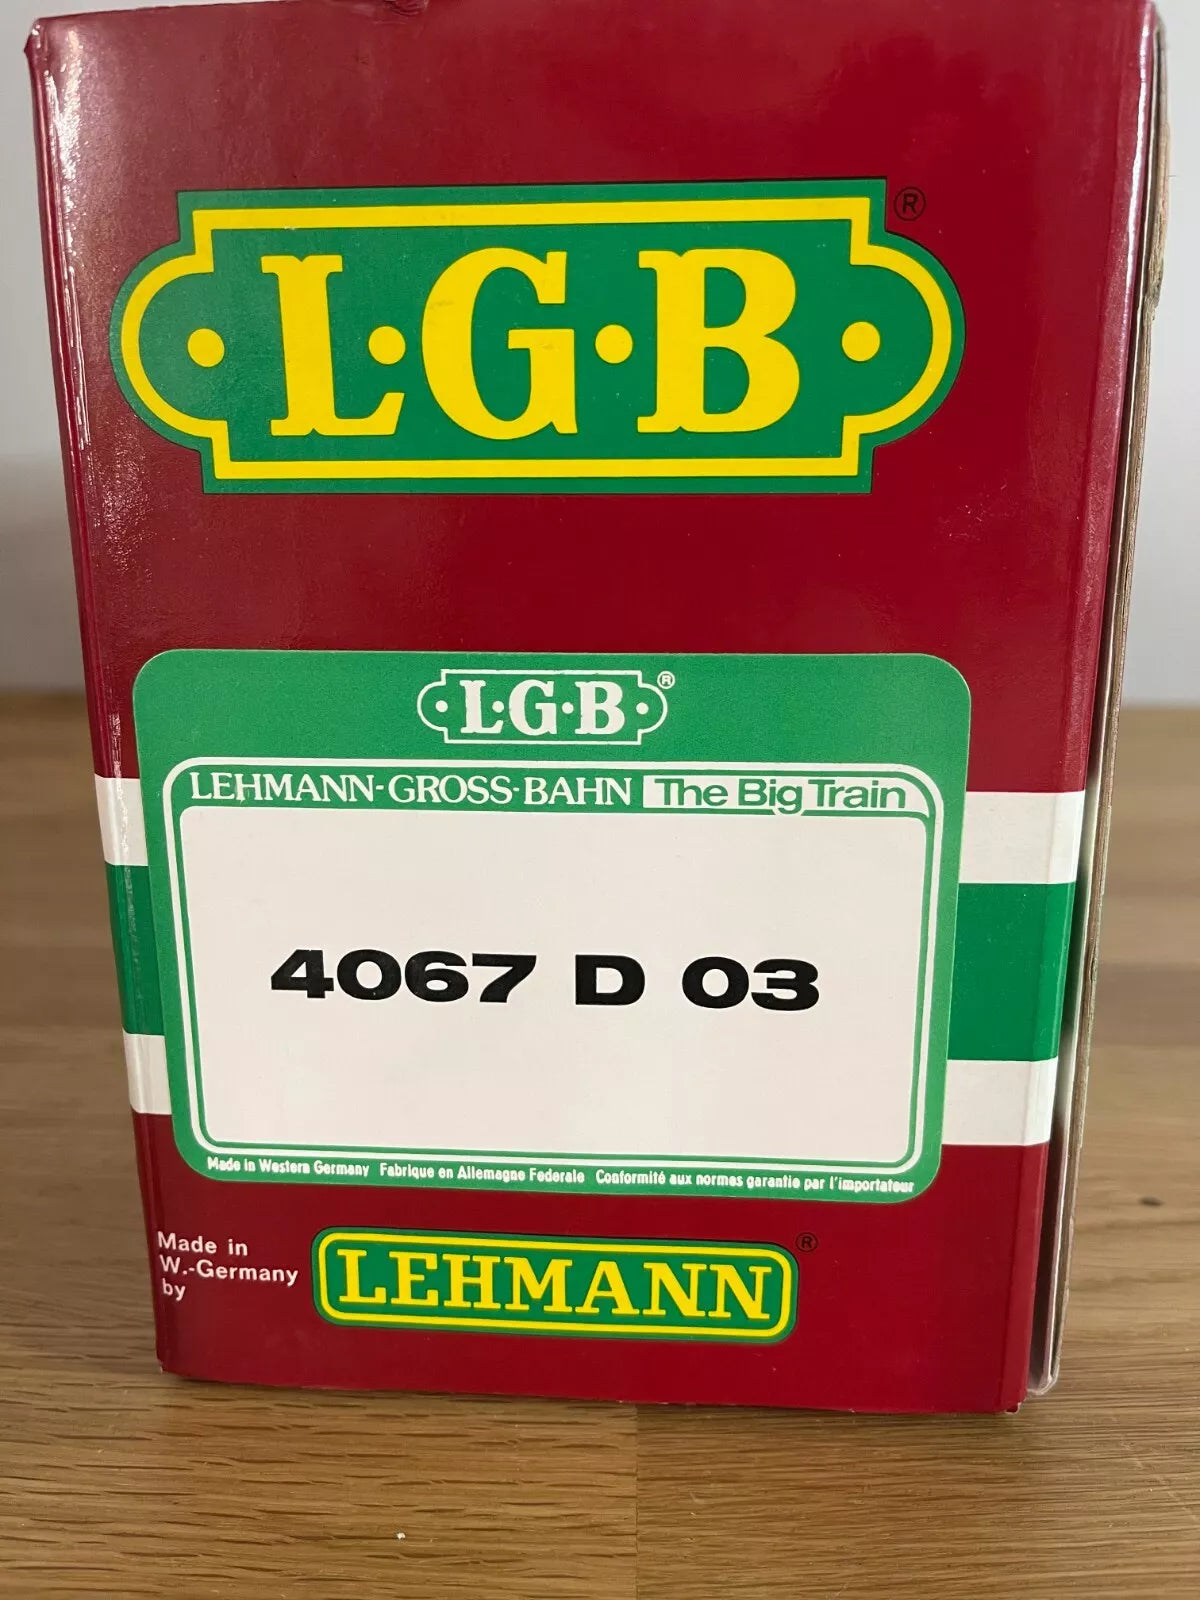 L·G·B ®
·L·G·B· ®
LEHMANN-GROSS-BAHN The Big Train
4067 D 03
Made in Western Germany Fabrique en Allemagne Federale Conformité aux normes garantie par l'importateur
Made in
W.-Germany
by
LEHMANN ®